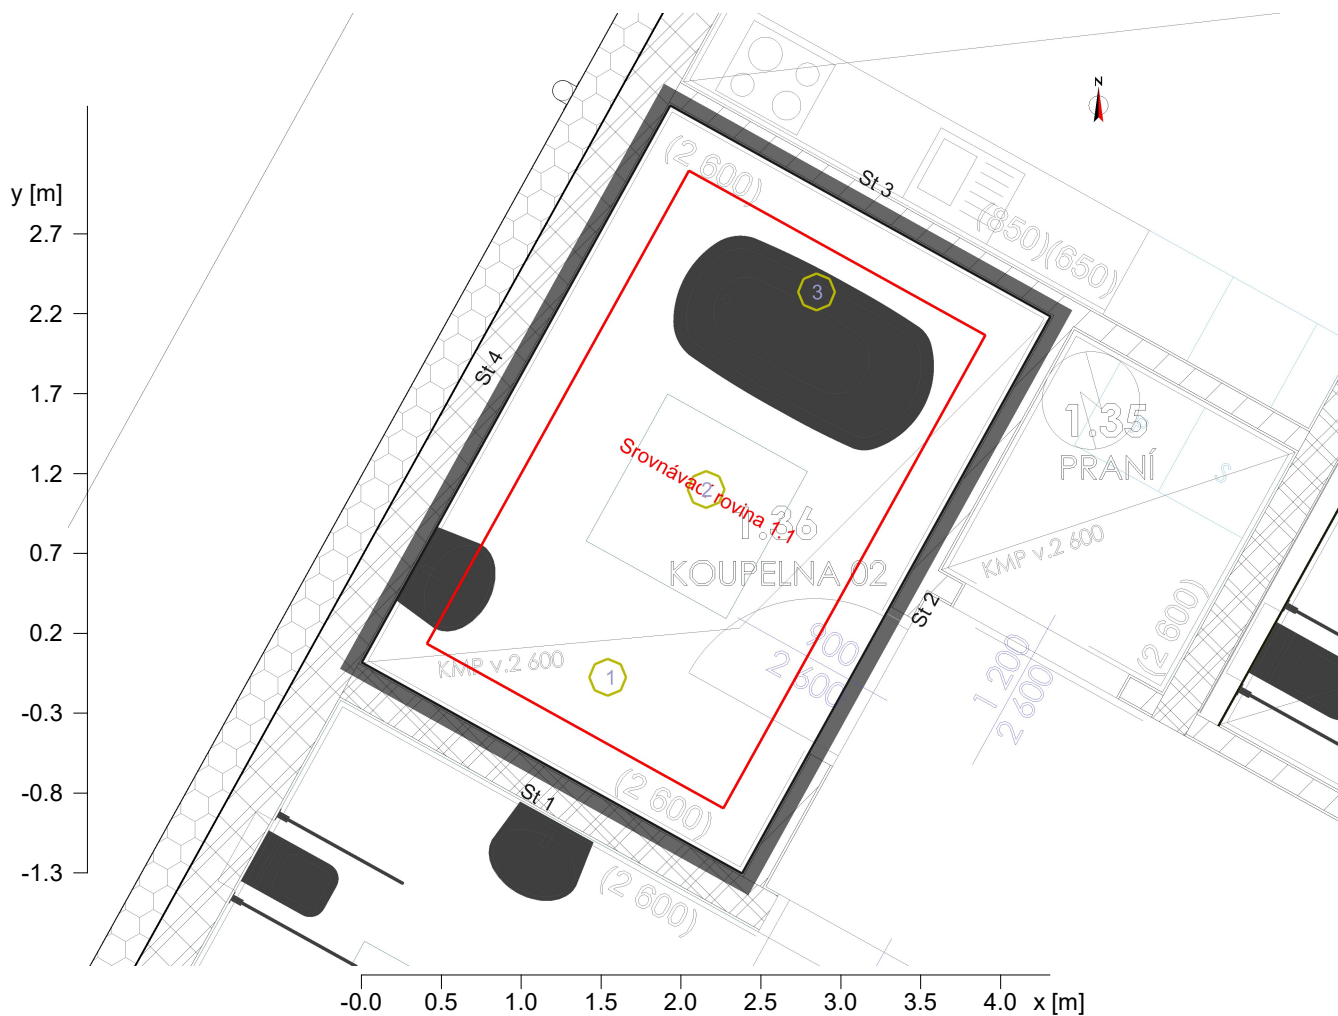 N
y [m]
2.7
2.2
1.7
1.2
0.7
0.2
-0.3
-0.8
-1.3
(2 600)
St 3
(850)(650)
3
St 4
1.35
PRANÍ
KMP v.2 600
(2 600)
Srovnávací rovina 1.1
2
1.36
KOUPELNA 02
St 2
900
2 600
1 200
2 600
KMP v.2 600
1
St 1
(2 600)
(2 600)
-0.0 0.5 1.0 1.5 2.0 2.5 3.0 3.5 4.0 x [m]